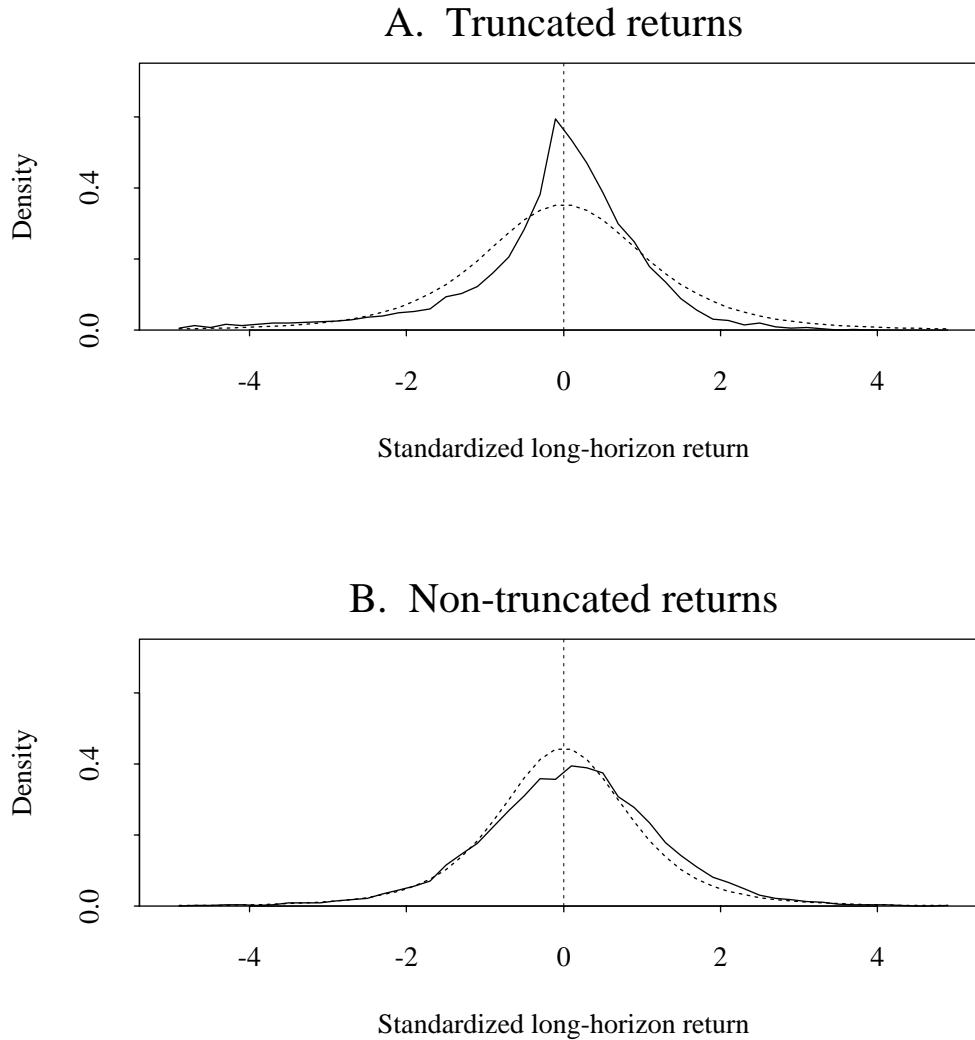 A. Truncated returns
Density
0.4
0.0
-4 -2 0 2 4
Standardized long-horizon return
B. Non-truncated returns
Density
0.4
0.0
-4 -2 0 2 4
Standardized long-horizon return